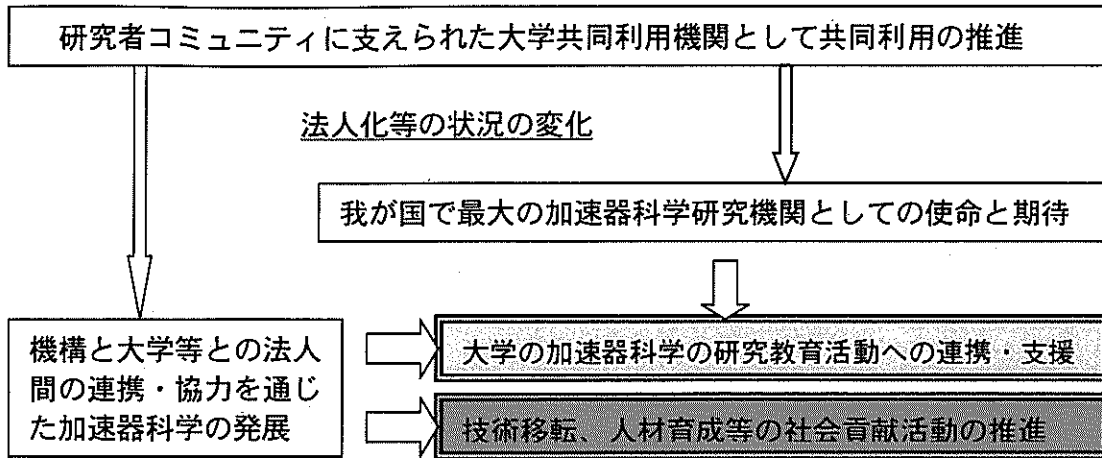 研究者コミュニティに支えられた大学共同利用機関として共同利用の推進
法人化等の状況の変化
我が国で最大の加速器科学研究機関としての使命と期待
機構と大学等との法人
間の連携・協力を通じ
た加速器科学の発展
大学の加速器科学の研究教育活動への連携・支援
技術移転、人材育成等の社会貢献活動の推進